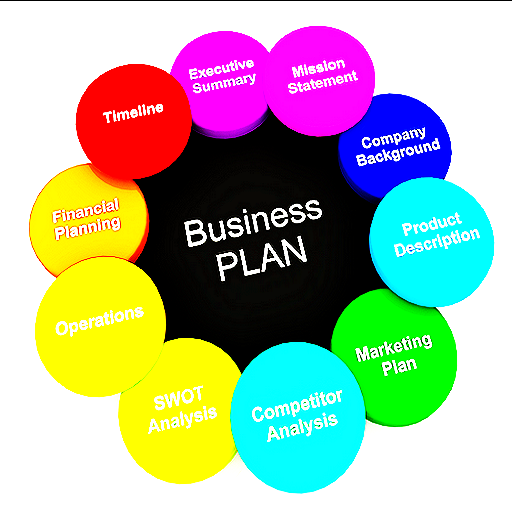 Executive
Summary
Mission
Statement
Timeline
Company
Background
Financial
Planning
Business
PLAN
Product
Description
Operations
Marketing
Plan
SWOT
Analysis
Competitor
Analysis